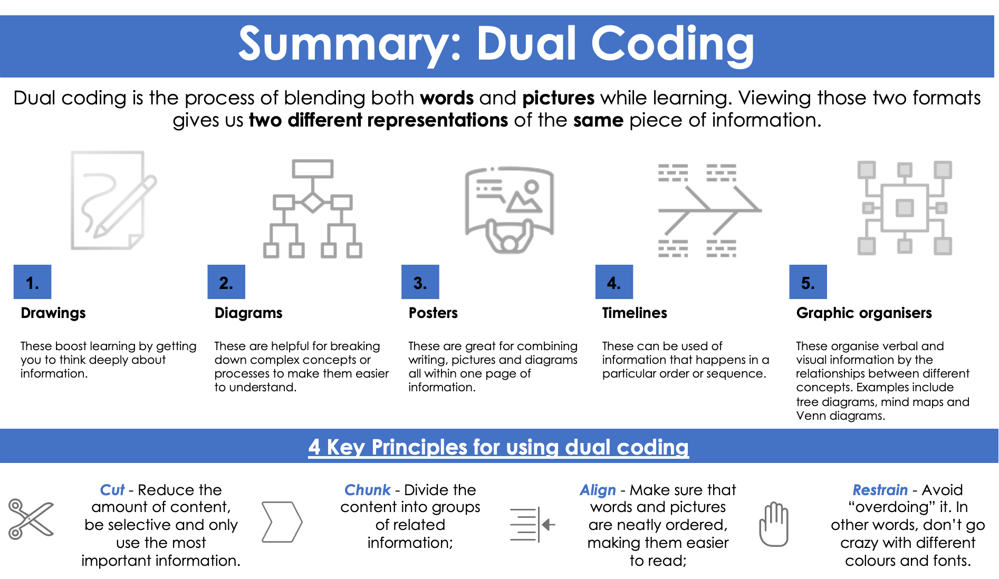 Summary: Dual Coding
Dual coding is the process of blending both words and pictures while learning. Viewing those two formats
gives us two different representations of the same piece of information.
1.
Drawings
These boost learning by getting
you to think deeply about
information.
2.
Diagrams
These are helpful for breaking
down complex concepts or
processes to make them easier
to understand.
3.
Posters
These are great for combining
writing, pictures and diagrams
all within one page of
information.
4.
Timelines
These can be used of
information that happens in a
particular order or sequence.
5.
Graphic organisers
These organise verbal and
visual information by the
relationships between different
concepts. Examples include
tree diagrams, mind maps and
Venn diagrams.
4 Key Principles for using dual coding
Cut - Reduce the
amount of content,
be selective and only
use the most
important information.
Chunk - Divide the
content into groups
of related
information;
Align - Make sure that
words and pictures
are neatly ordered,
making them easier
to read;
Restrain - Avoid
“overdoing” it. In
other words, don’t go
crazy with different
colours and fonts.